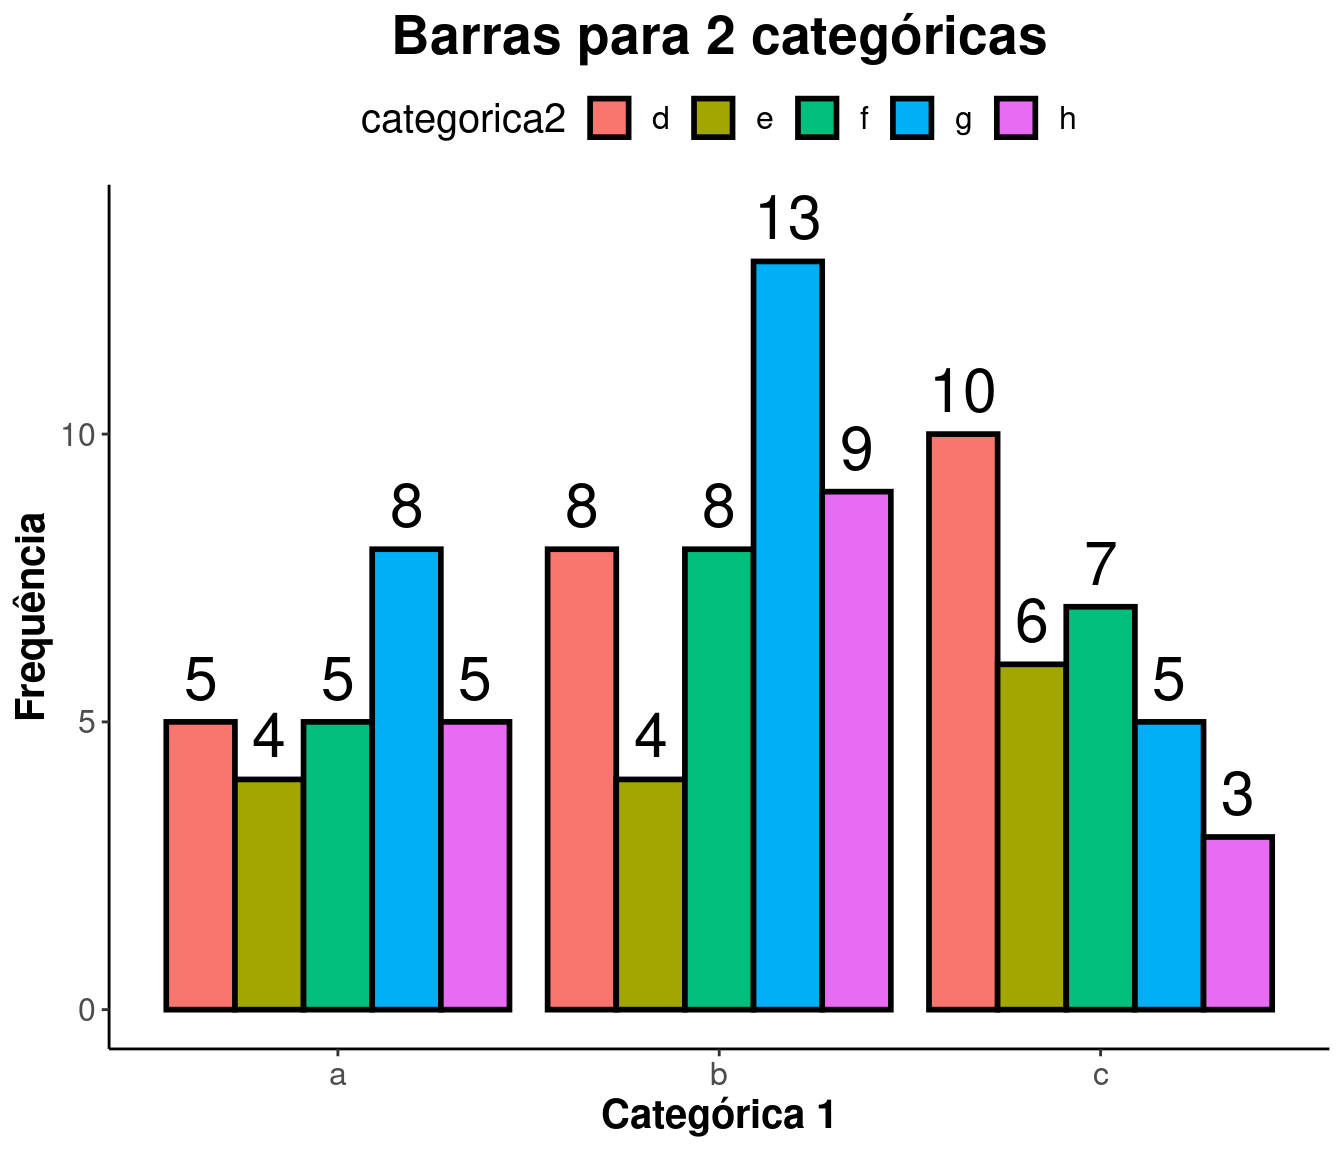 Barras para 2 categóricas
categorica2 d e f g h
Frequência
10
5
0
5 4 5 8 5
8 4 8 13 9
10 6 7 5 3
a b c
Categórica 1